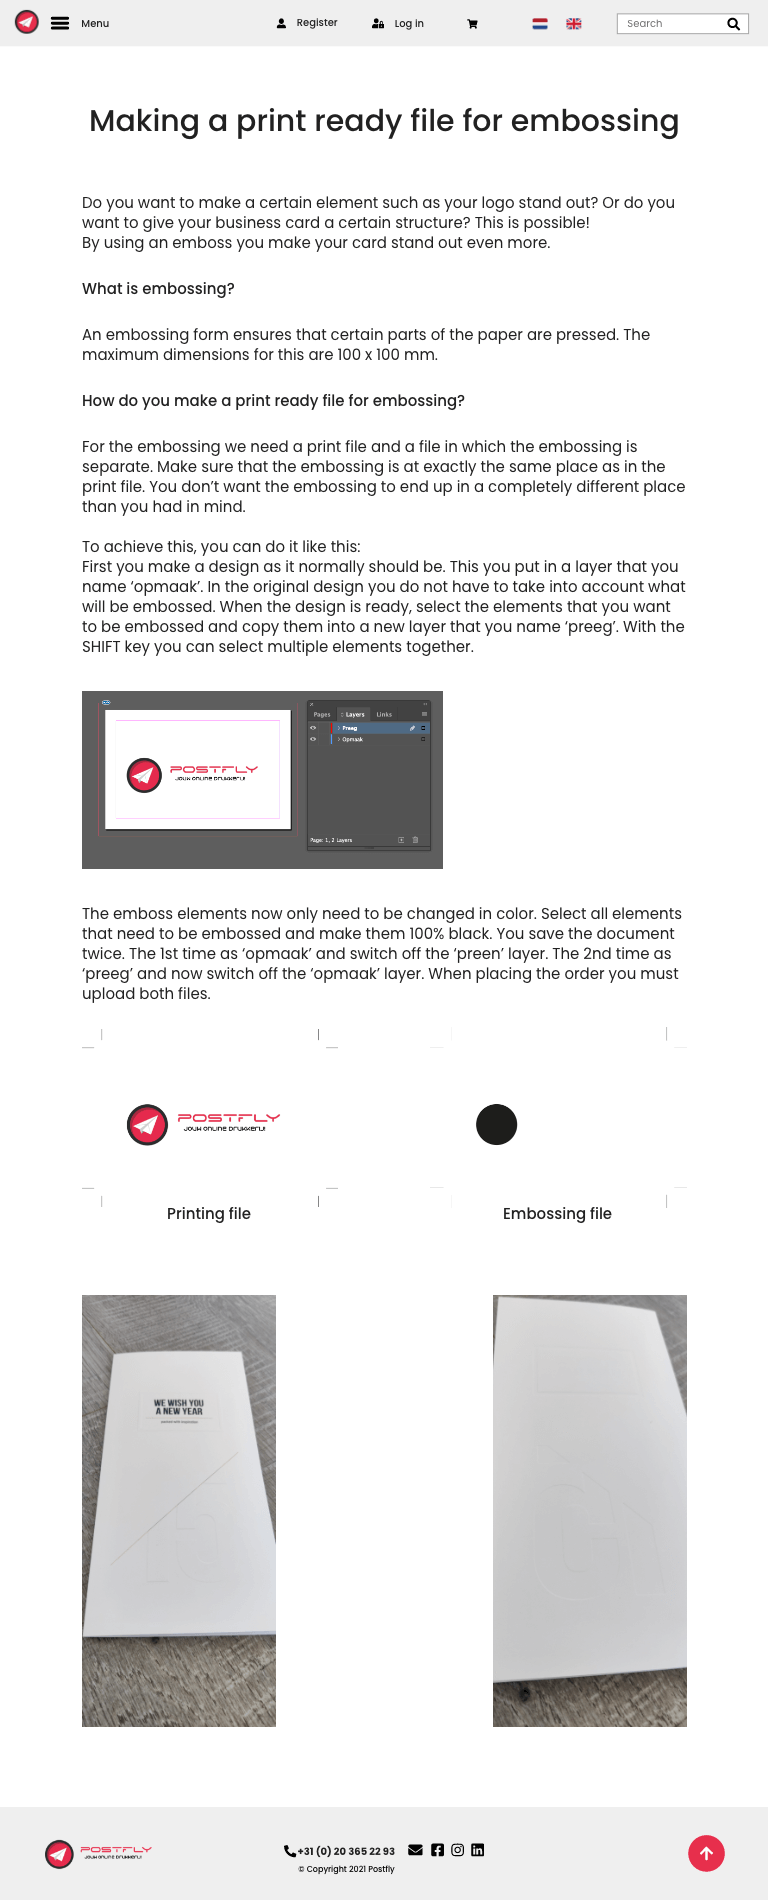 Menu
Register
Log in
Search
Making a print ready file for embossing
Do you want to make a certain element such as your logo stand out? Or do you
want to give your business card a certain structure? This is possible!
By using an emboss you make your card stand out even more.
What is embossing?
An embossing form ensures that certain parts of the paper are pressed. The
maximum dimensions for this are 100 x 100 mm.
How do you make a print ready file for embossing?
For the embossing we need a print file and a file in which the embossing is
separate. Make sure that the embossing is at exactly the same place as in the
print file. You don’t want the embossing to end up in a completely different place
than you had in mind.
To achieve this, you can do it like this:
First you make a design as it normally should be. This you put in a layer that you
name ‘opmaak’. In the original design you do not have to take into account what
will be embossed. When the design is ready, select the elements that you want
to be embossed and copy them into a new layer that you name ‘preeg’. With the
SHIFT key you can select multiple elements together.
Pages Layers Links
Preeg
Opmaak
POSTFLY
JOUW ONLINE DRUKKERIJ!
Page: 1, 2 Layers
The emboss elements now only need to be changed in color. Select all elements
that need to be embossed and make them 100% black. You save the document
twice. The 1st time as ‘opmaak’ and switch off the ‘preen’ layer. The 2nd time as
‘preeg’ and now switch off the ‘opmaak’ layer. When placing the order you must
upload both files.
POSTFLY
JOUW ONLINE DRUKKERIJ!
Printing file
Embossing file
WE WISH YOU
A NEW YEAR
POSTFLY
JOUW ONLINE DRUKKERIJ!
+31 (0) 20 365 22 93
© Copyright 2021 Postfly